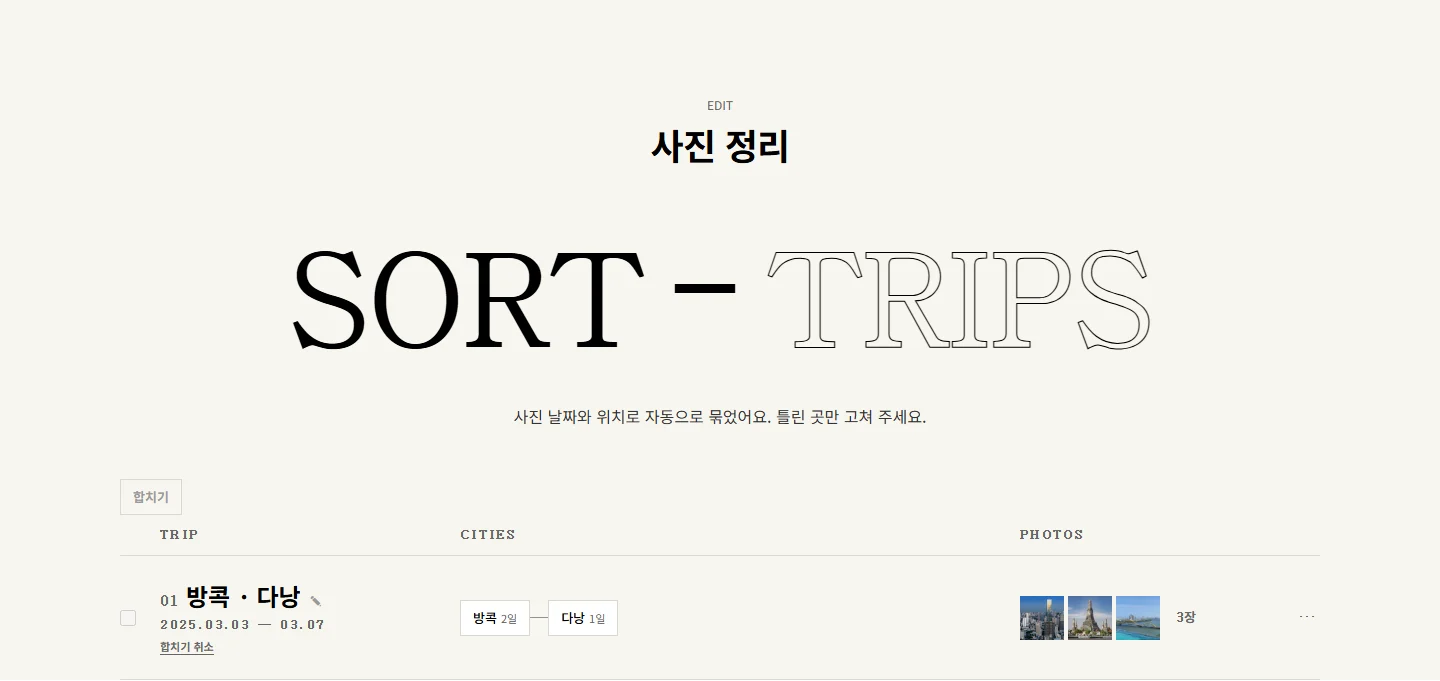 EDIT
사진 정리
SORT – TRIPS
사진 날짜와 위치로 자동으로 묶었어요. 틀린 곳만 고쳐 주세요.
합치기
TRIP CITIES PHOTOS
01 방콕 · 다낭
2025.03.03 — 03.07
합치기 취소
방콕 2일 다낭 1일
3장 ...